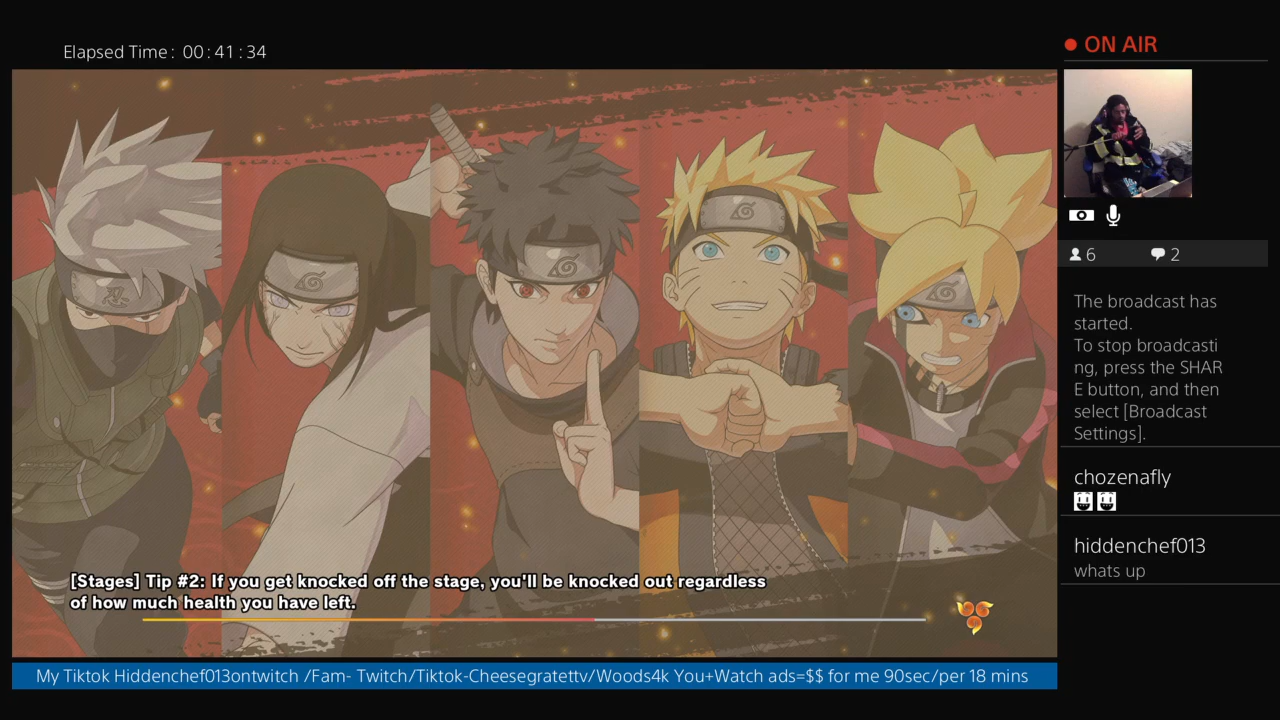 Elapsed Time: 00:41:34
ON AIR
6 2
The broadcast has
started.
To stop broadcasti
ng, press the SHAR
E button, and then
select [Broadcast
Settings].
chozenafly
hiddenchef013
whats up
忍
[Stages] Tip #2: If you get knocked off the stage, you'll be knocked out regardless
of how much health you have left.
My Tiktok Hiddenchef013ontwitch /Fam- Twitch/Tiktok-Cheesegratettv/Woods4k You+Watch ads=$$ for me 90sec/per 18 mins